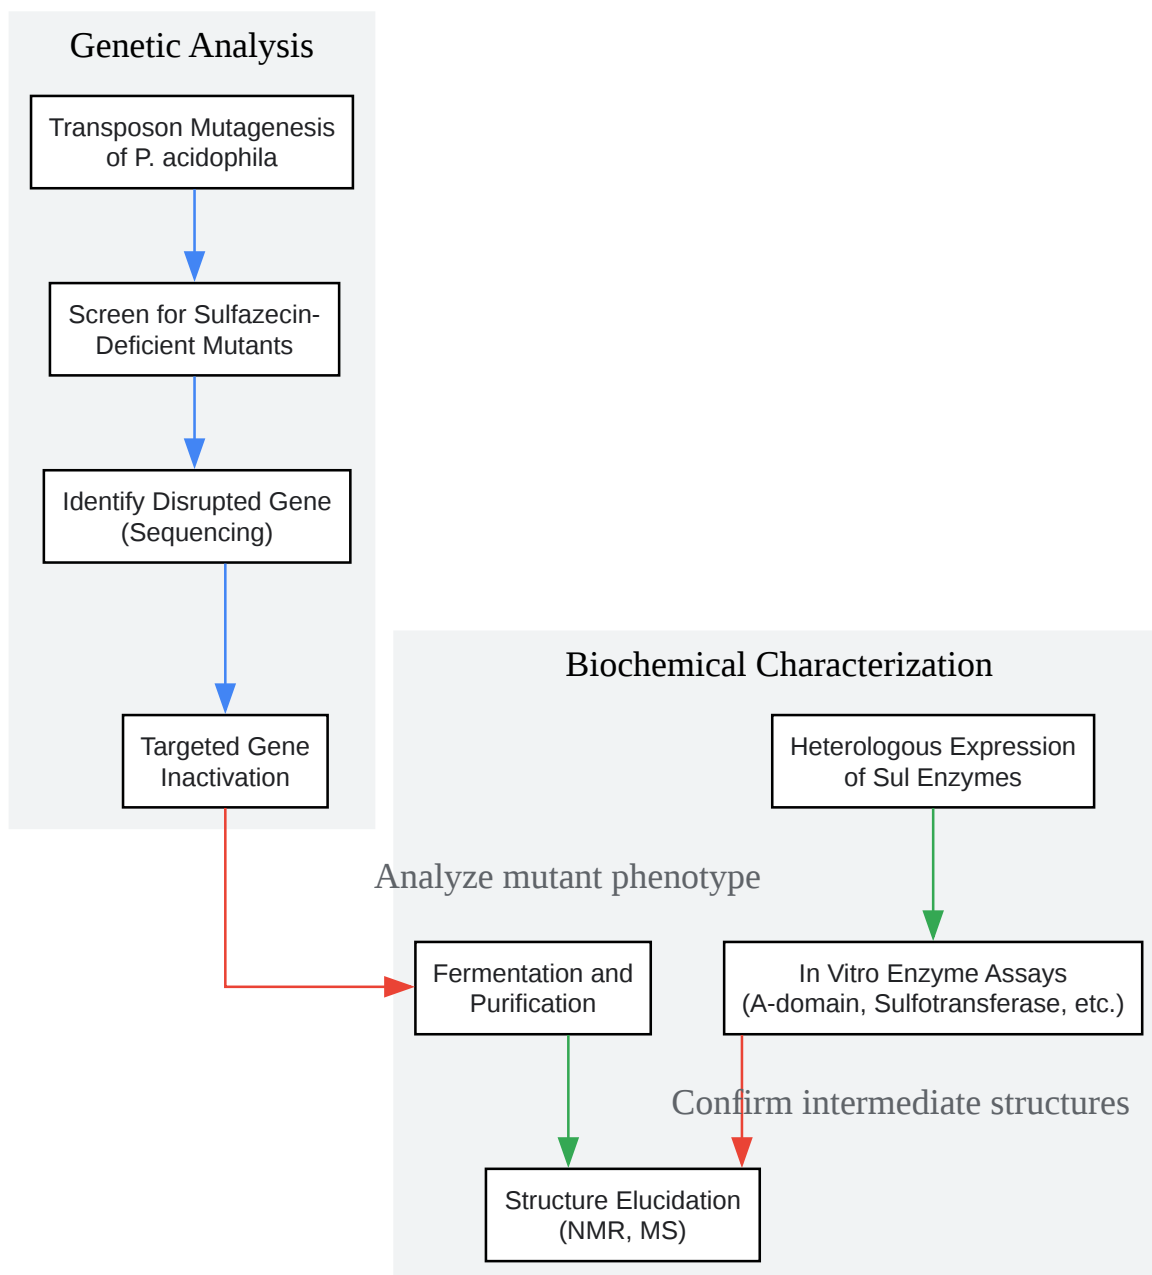 Genetic Analysis
Transposon Mutagenesis
of P. acidophila
Screen for Sulfazecin-
Deficient Mutants
Identify Disrupted Gene
(Sequencing)
Targeted Gene
Inactivation
Biochemical Characterization
Heterologous Expression
of Sul Enzymes
Analyze mutant phenotype
Fermentation and
Purification
In Vitro Enzyme Assays
(A-domain, Sulfotransferase, etc.)
Confirm intermediate structures
Structure Elucidation
(NMR, MS)